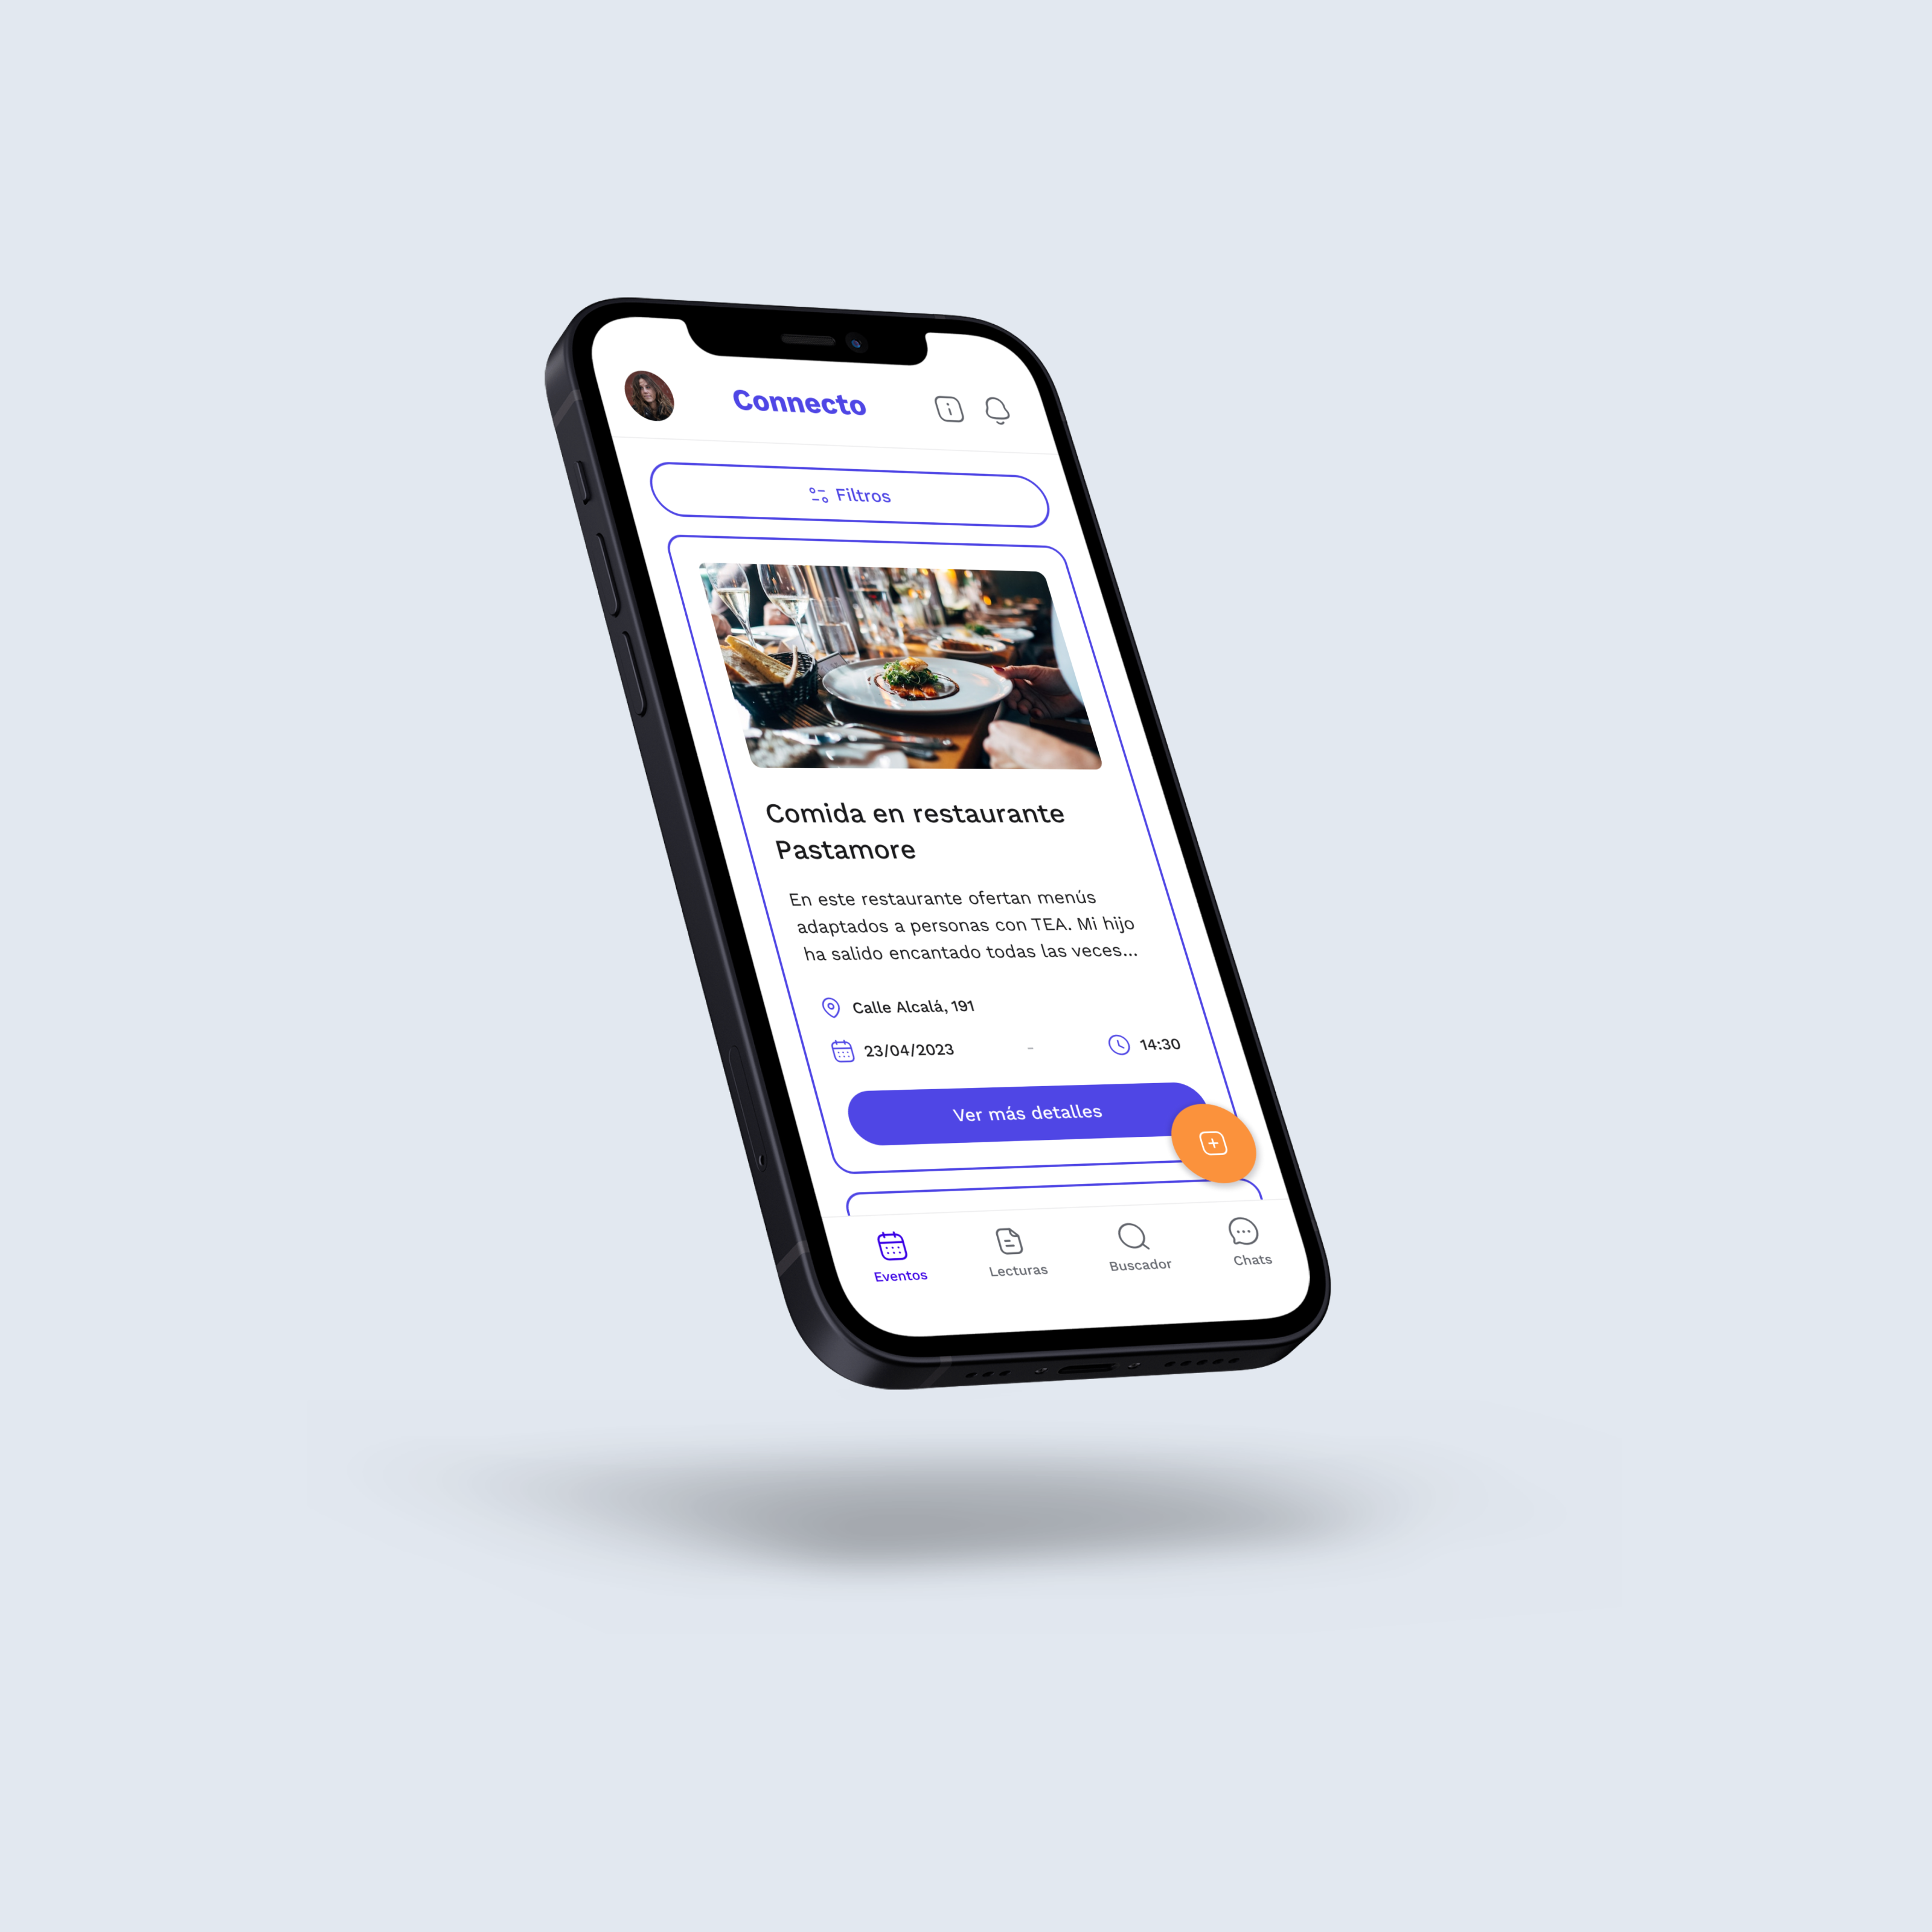 Connecto
Filtros
Comida en restaurante
Pastamore
En este restaurante ofertan menús
adaptados a personas con TEA. Mi hijo
ha salido encantado todas las veces...
Calle Alcalá, 191
23/04/2023 - 14:30
Ver más detalles
Eventos Lecturas Buscador Chats